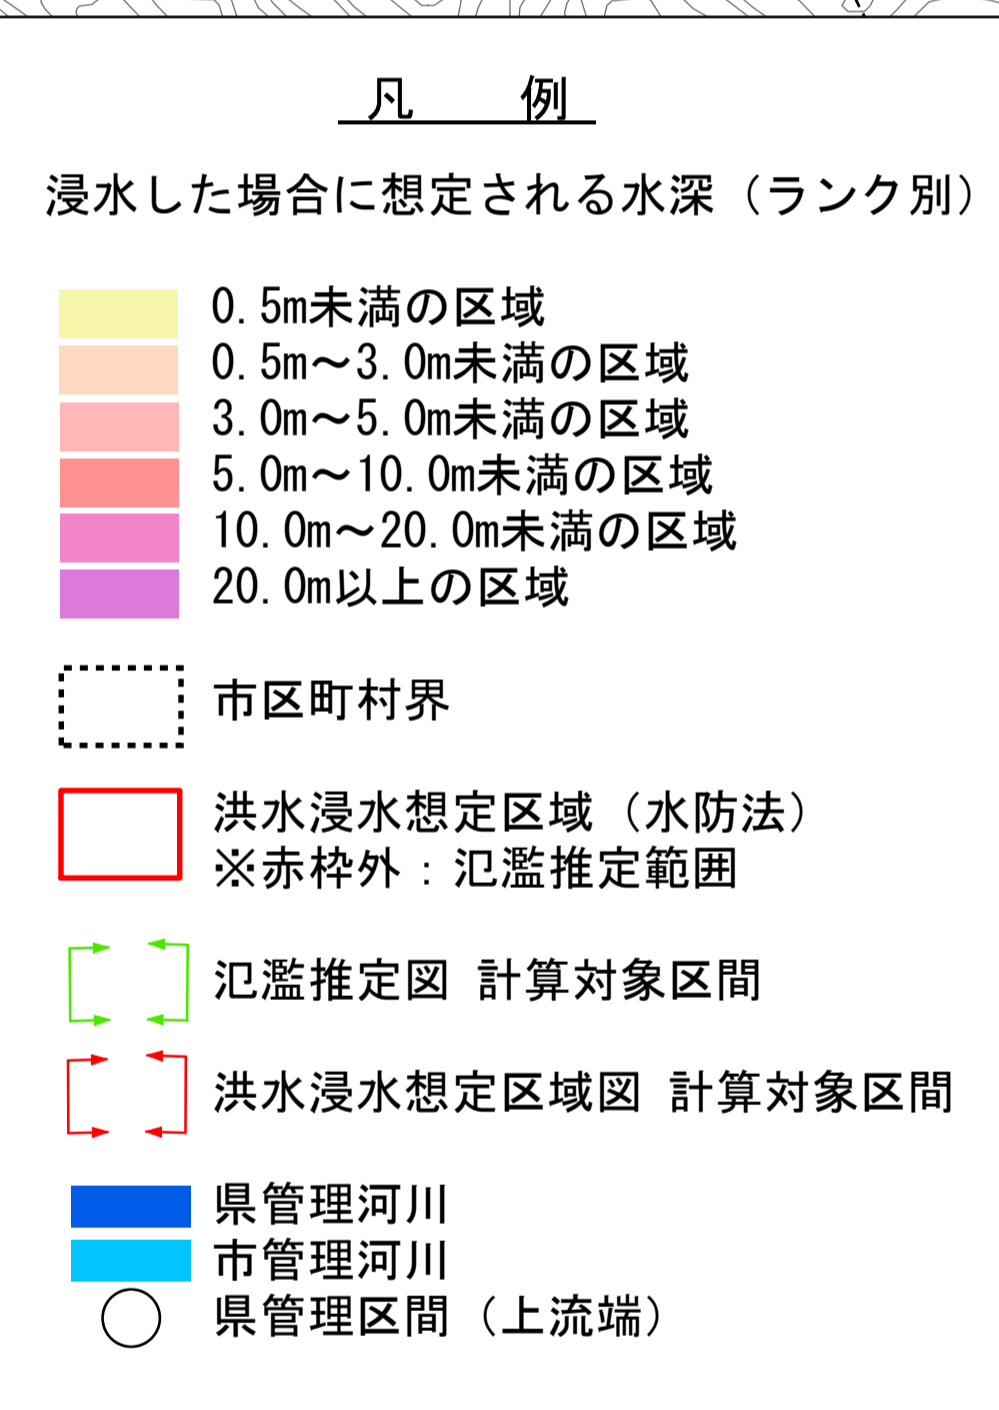 凡　例
浸水した場合に想定される水深（ランク別）
0.5m未満の区域
0.5m～3.0m未満の区域
3.0m～5.0m未満の区域
5.0m～10.0m未満の区域
10.0m～20.0m未満の区域
20.0m以上の区域
市区町村界
洪水浸水想定区域（水防法）
※赤枠外：氾濫推定範囲
氾濫推定図 計算対象区間
洪水浸水想定区域図 計算対象区間
県管理河川
市管理河川
県管理区間（上流端）